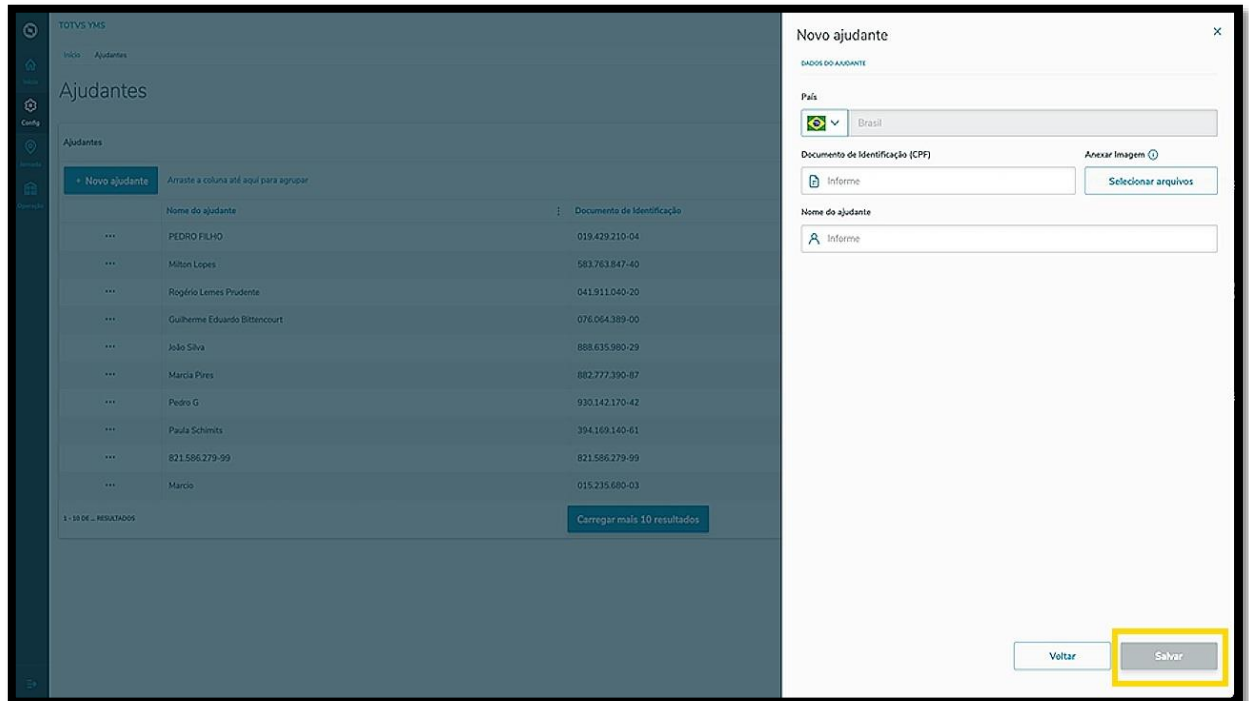 TOTVS YMS
Início Ajudantes
Ajudantes
Início
Config
Jornada
Operação
Ajudantes
+ Novo ajudante Arraste a coluna até aqui para agrupar
Nome do ajudante Documento de Identificação
PEDRO FILHO 019.429.210-04
Milton Lopes 583.763.847-40
Rogério Lemes Prudente 041.911.040-20
Guilherme Eduardo Bittencourt 076.064.389-00
João Silva 888.635.980-29
Marcia Pires 882.777.390-87
Pedro G 930.142.170-42
Paula Schimits 394.169.140-61
821.586.279-99 821.586.279-99
Marcio 015.235.680-03
1 - 10 DE ... RESULTADOS
Carregar mais 10 resultados
Novo ajudante
DADOS DO AJUDANTE
País
Brasil
Documento de Identificação (CPF) Anexar Imagem
Informe Selecionar arquivos
Nome do ajudante
Informe
Voltar Salvar